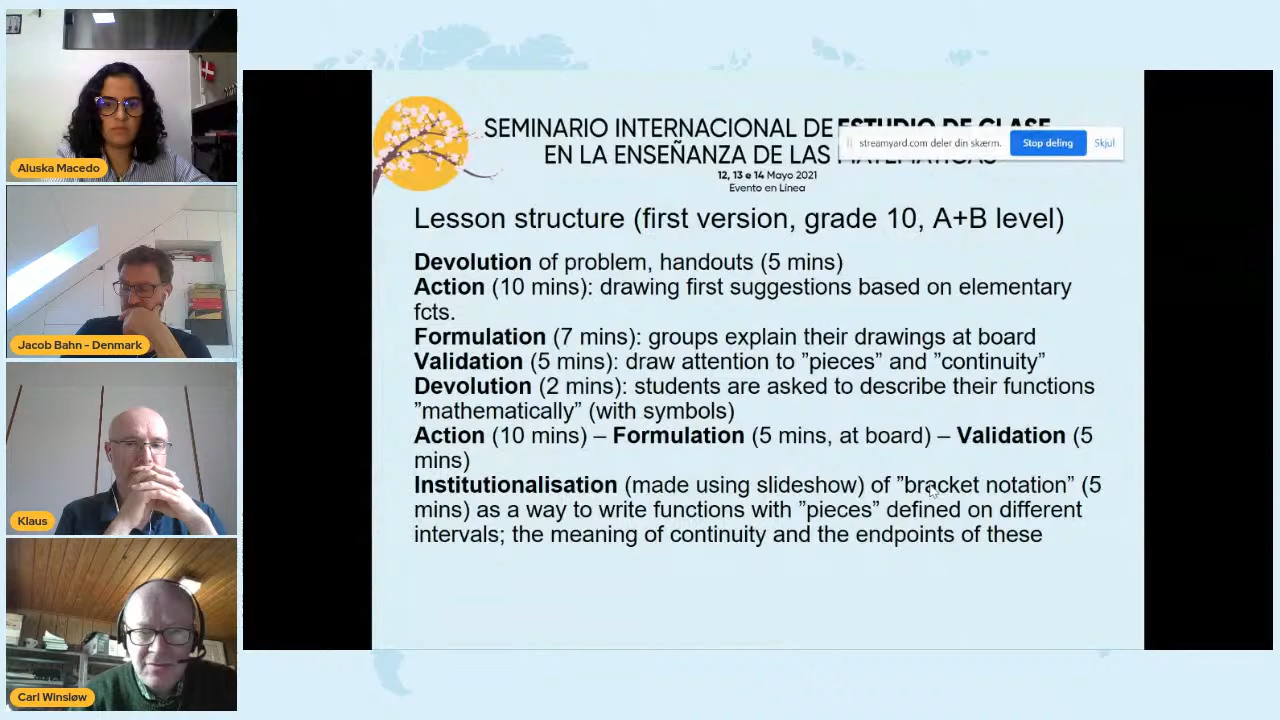 Aluska Macedo
Jacob Bahn - Denmark
Klaus
Carl Winsløw
SEMINARIO INTERNACIONAL DE ESTUDIO DE CLASE
EN LA ENSEÑANZA DE LAS MATEMÁTICAS
streamyard.com deler din skærm.
Stop deling
Skjul
12, 13 e 14 Mayo 2021
Evento en Línea
Lesson structure (first version, grade 10, A+B level)
Devolution of problem, handouts (5 mins)
Action (10 mins): drawing first suggestions based on elementary
fcts.
Formulation (7 mins): groups explain their drawings at board
Validation (5 mins): draw attention to ”pieces” and ”continuity”
Devolution (2 mins): students are asked to describe their functions
”mathematically” (with symbols)
Action (10 mins) – Formulation (5 mins, at board) – Validation (5
mins)
Institutionalisation (made using slideshow) of ”bracket notation” (5
mins) as a way to write functions with ”pieces” defined on different
intervals; the meaning of continuity and the endpoints of these